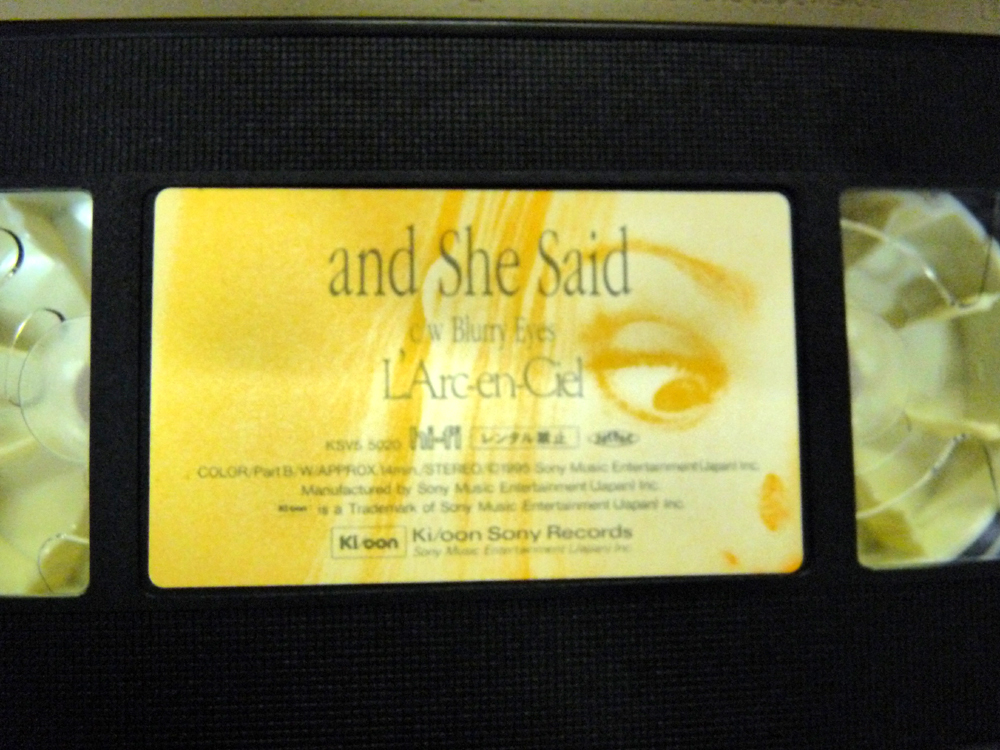 and She Said
c/w Blurry Eyes
L'Arc-en-Ciel
KSV5 5020 hi-fi レンタル禁止
COLOR/Part B/W/APPROX.14min./STEREO/©1995 Sony Music Entertainment (Japan) Inc.
Manufactured by Sony Music Entertainment (Japan) Inc.
is a Trademark of Sony Music Entertainment (Japan) Inc.
Ki/oon Ki/oon Sony Records
Sony Music Entertainment (Japan) Inc.